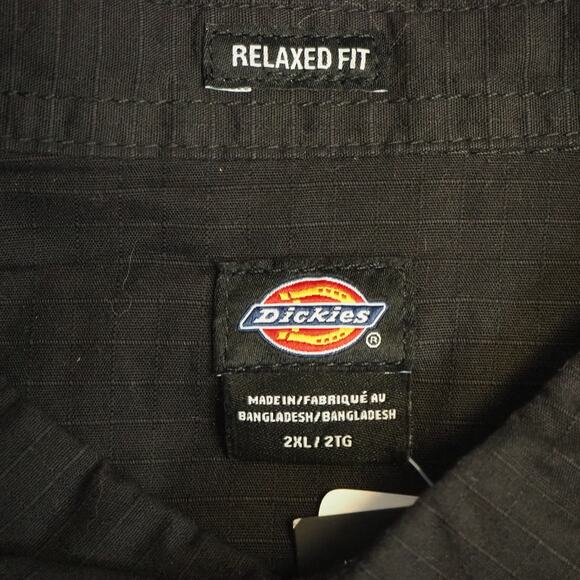 RELAXED FIT
Dickies
®
MADE IN/FABRIQUÉ AU
BANGLADESH/BANGLADESH
2XL/2TG